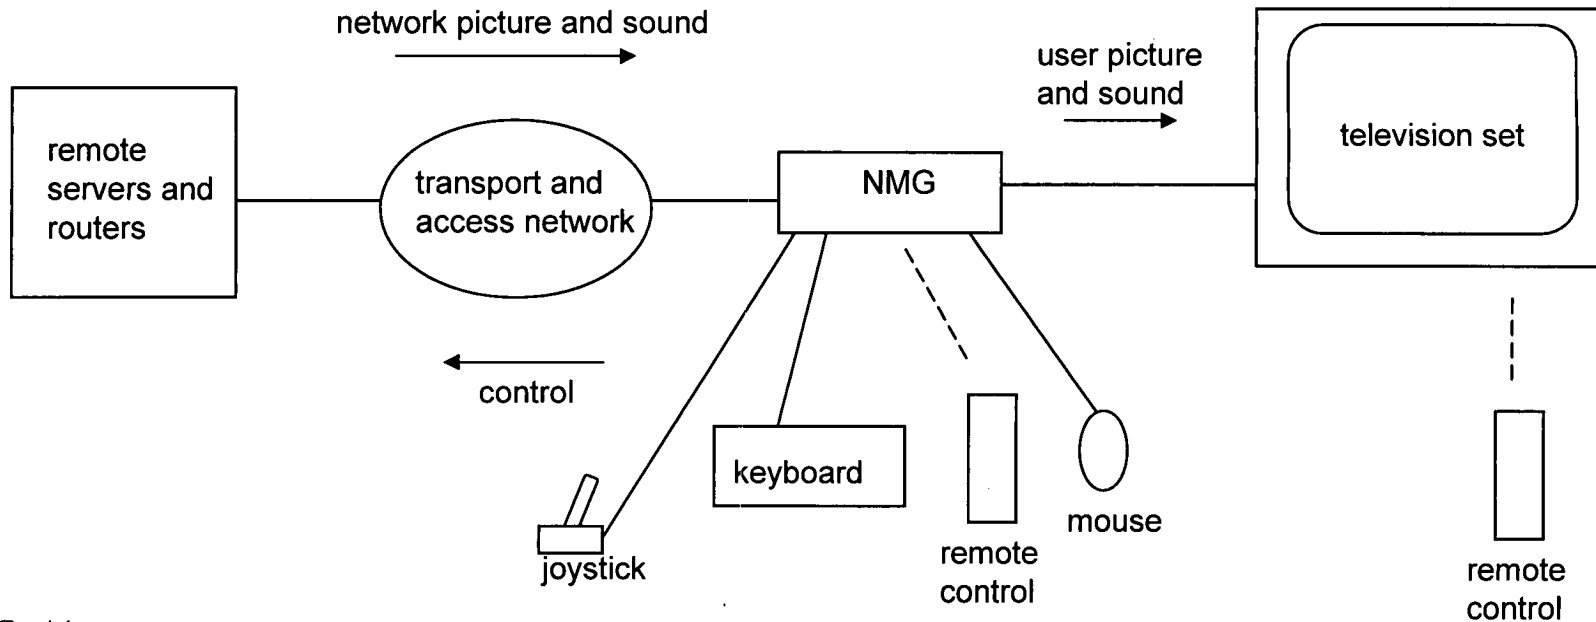 network picture and sound
user picture
and sound
remote
servers and
routers
transport and
access network
NMG
television set
control
keyboard
joystick
mouse
remote
control
remote
control